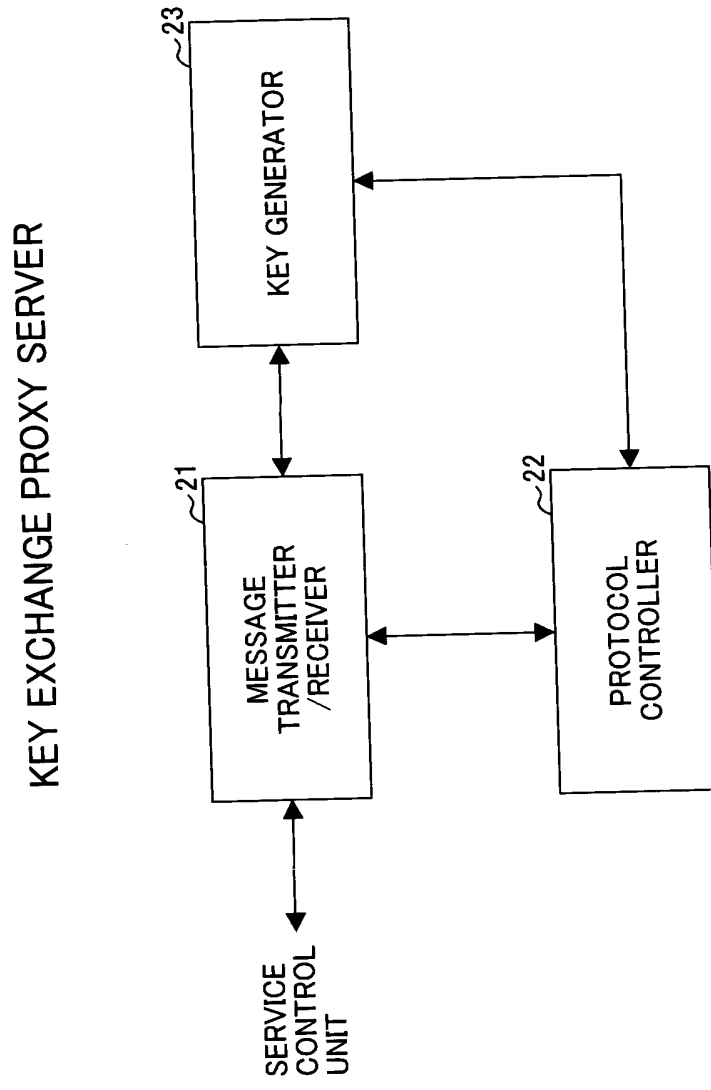 KEY EXCHANGE PROXY SERVER
SERVICE
CONTROL
UNIT
21
MESSAGE
TRANSMITTER
/RECEIVER
23
KEY GENERATOR
22
PROTOCOL
CONTROLLER